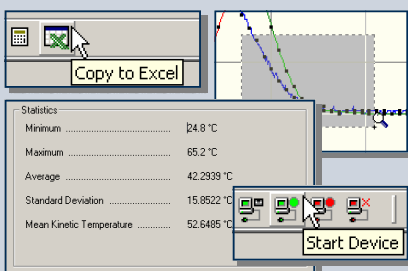 Copy to Excel
Statistics
Minimum ............................ 24.8 °C
Maximum ........................... 65.2 °C
Average ............................. 42.2939 °C
Standard Deviation ................ 15.8522 °C
Mean Kinetic Temperature ....... 52.6485 °C
Start Device